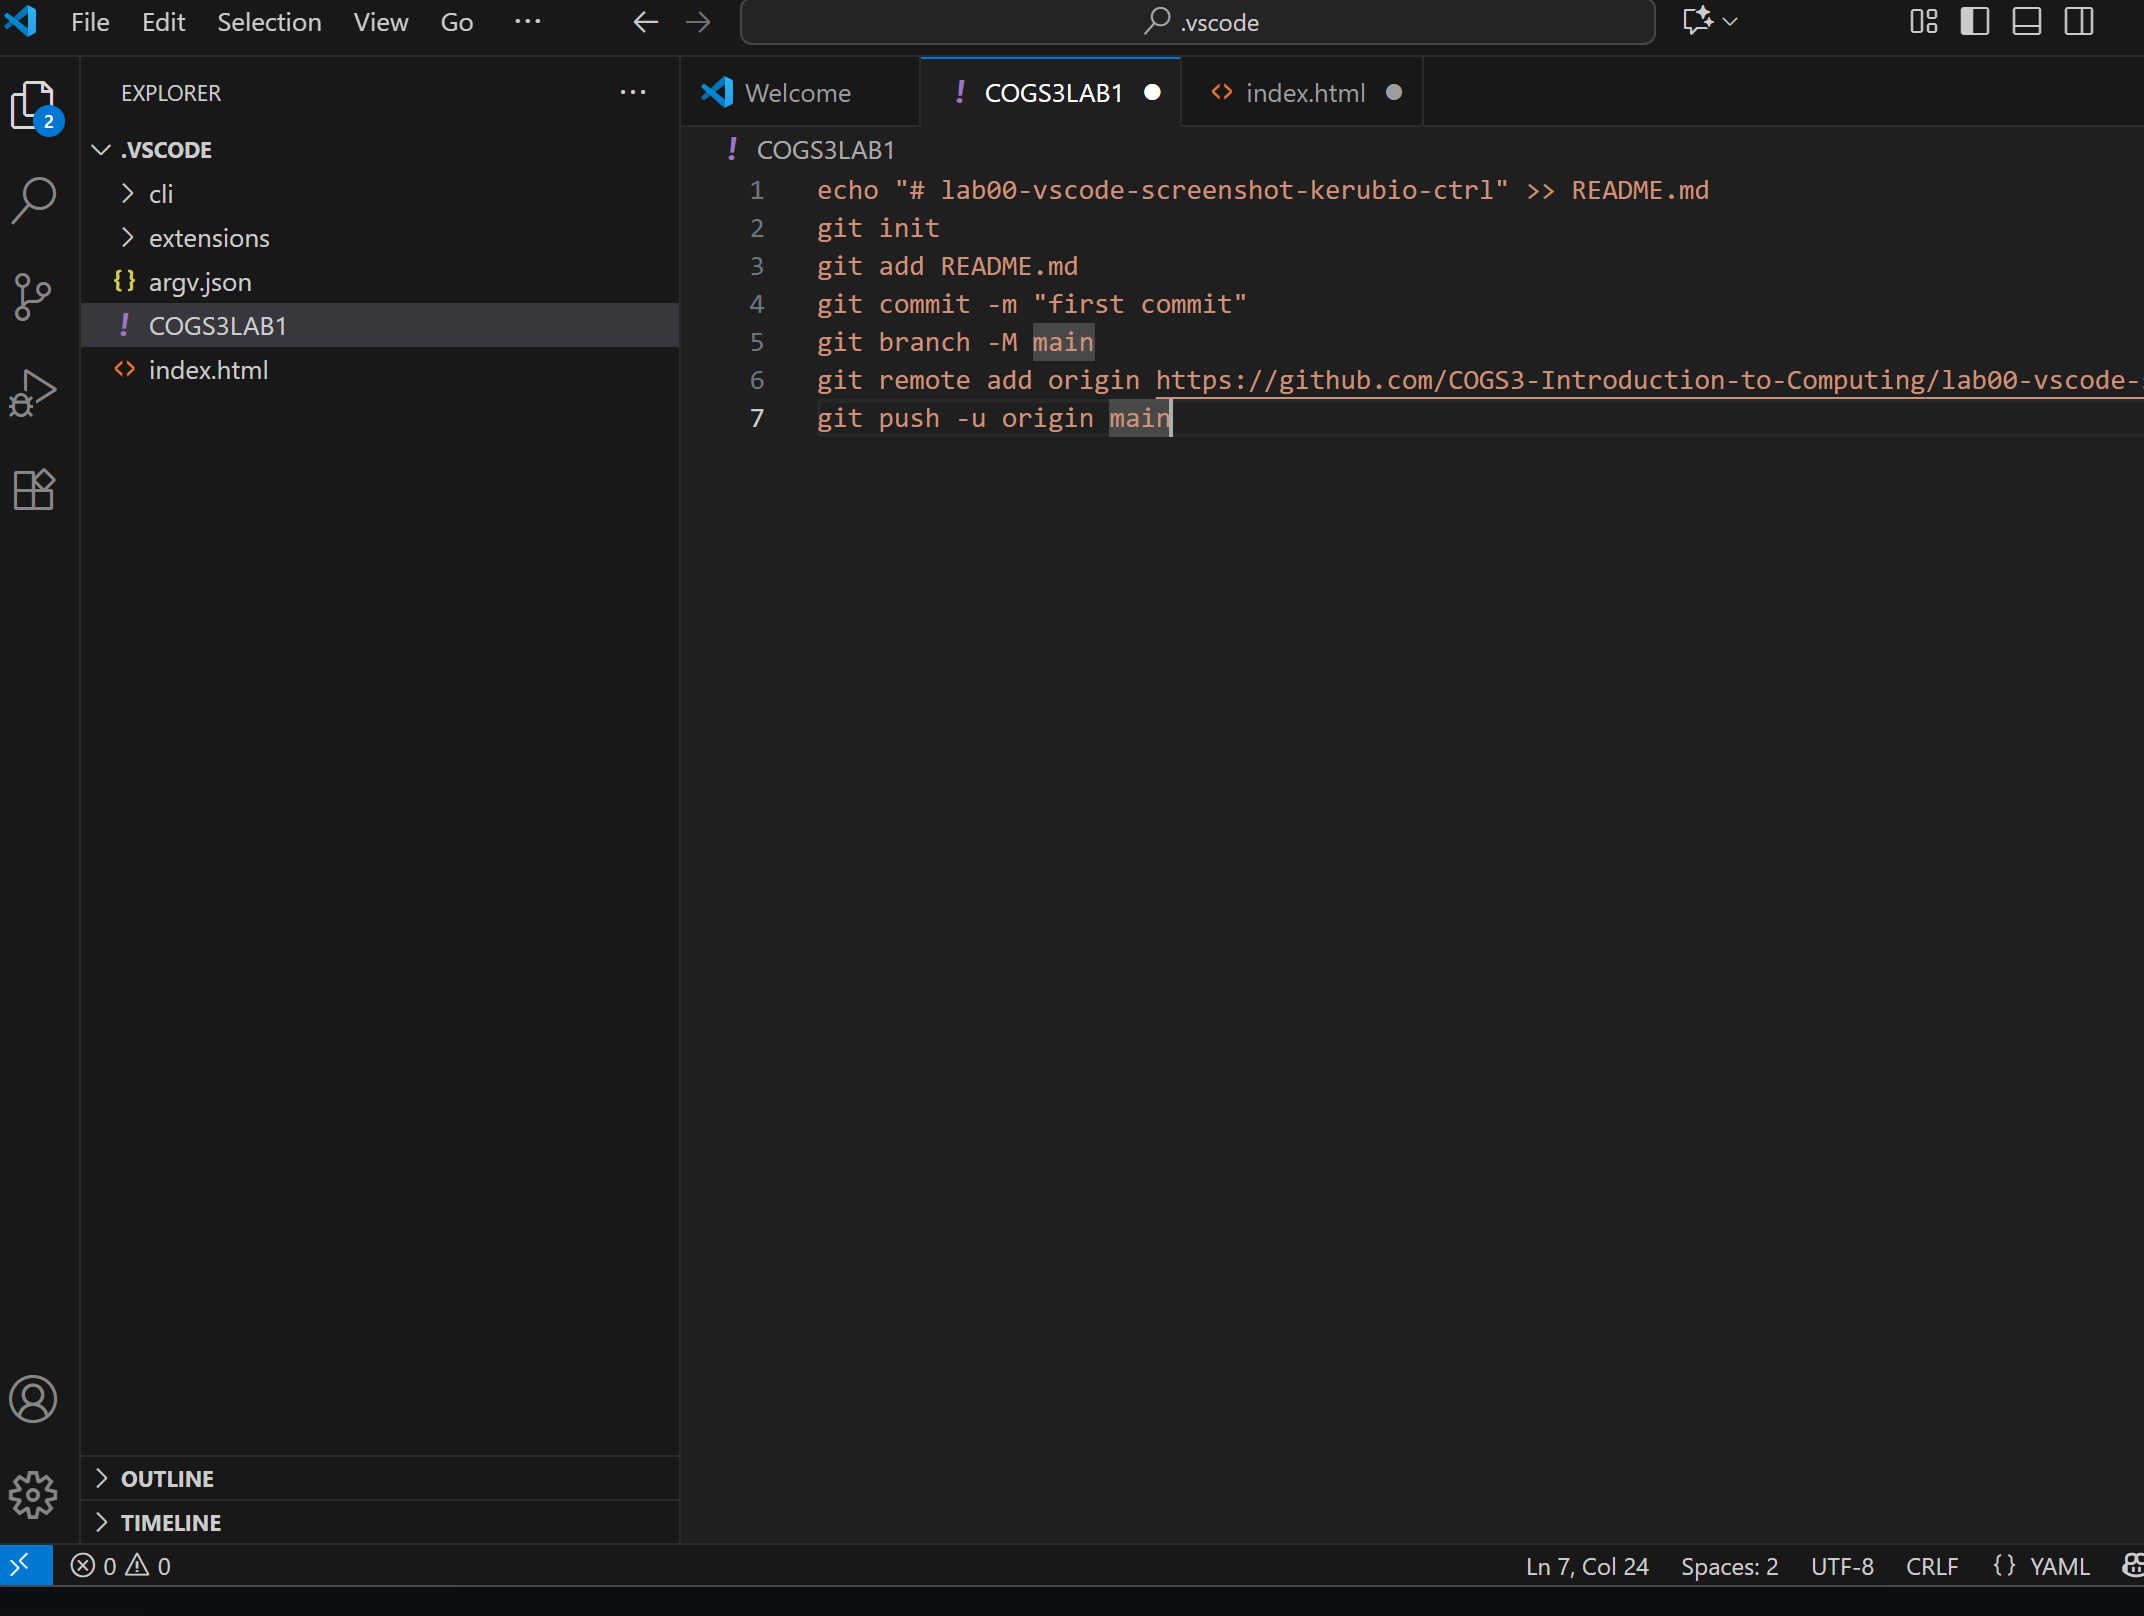 File Edit Selection View Go ··· .vscode
EXPLORER ···
2
.VSCODE
cli
extensions
{} argv.json
! COGS3LAB1
<> index.html
OUTLINE
TIMELINE
Welcome ! COGS3LAB1 <> index.html
! COGS3LAB1
1 echo "# lab00-vscode-screenshot-kerubio-ctrl" >> README.md
2 git init
3 git add README.md
4 git commit -m "first commit"
5 git branch -M main
6 git remote add origin https://github.com/COGS3-Introduction-to-Computing/lab00-vscode-
7 git push -u origin main
0 0 Ln 7, Col 24 Spaces: 2 UTF-8 CRLF {} YAML